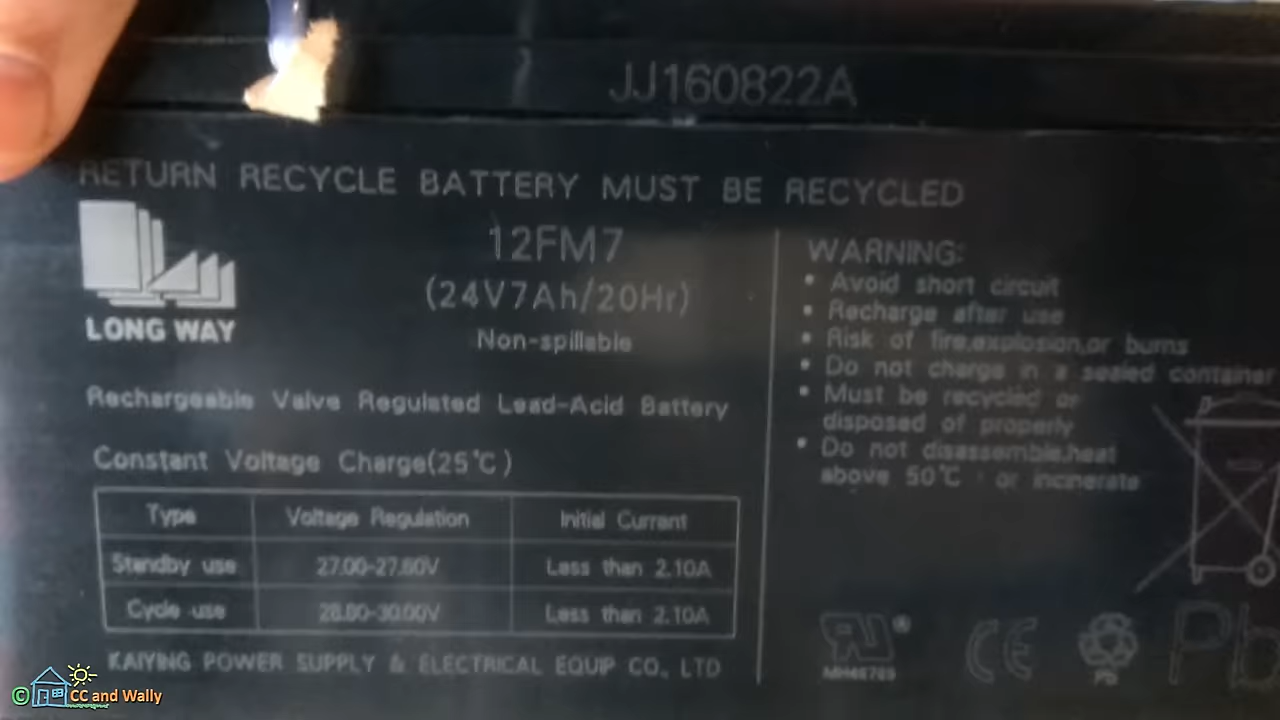 JJ160822A
RETURN RECYCLE BATTERY MUST BE RECYCLED
LONG WAY
12FM7
(24V7Ah/20Hr)
Non-spillable
Rechargeable Valve Regulated Lead-Acid Battery
Constant Voltage Charge(25℃)
Type Voltage Regulation Initial Current
Standby use 27.00-27.60V Less than 2.10A
Cycle use 28.80-30.00V Less than 2.10A
KAIYING POWER SUPPLY & ELECTRICAL EQUIP CO., LTD
WARNING:
• Avoid short circuit
• Recharge after use
• Risk of fire,explosion,or burns
• Do not charge in a sealed container
• Must be recycled or
disposed of properly
• Do not disassemble,heat
above 50℃ · or incinerate
®
CE
Pb
Pb
© CC and Wally